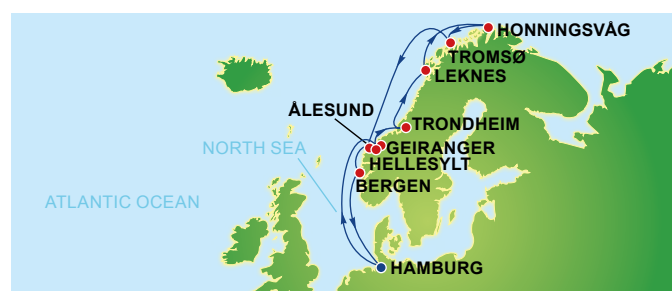 HONNINGSVÅG
TROMSØ
LEKNES
ÅLESUND
TRONDHEIM
NORTH SEA
GEIRANGER
HELLESYLT
BERGEN
ATLANTIC OCEAN
HAMBURG